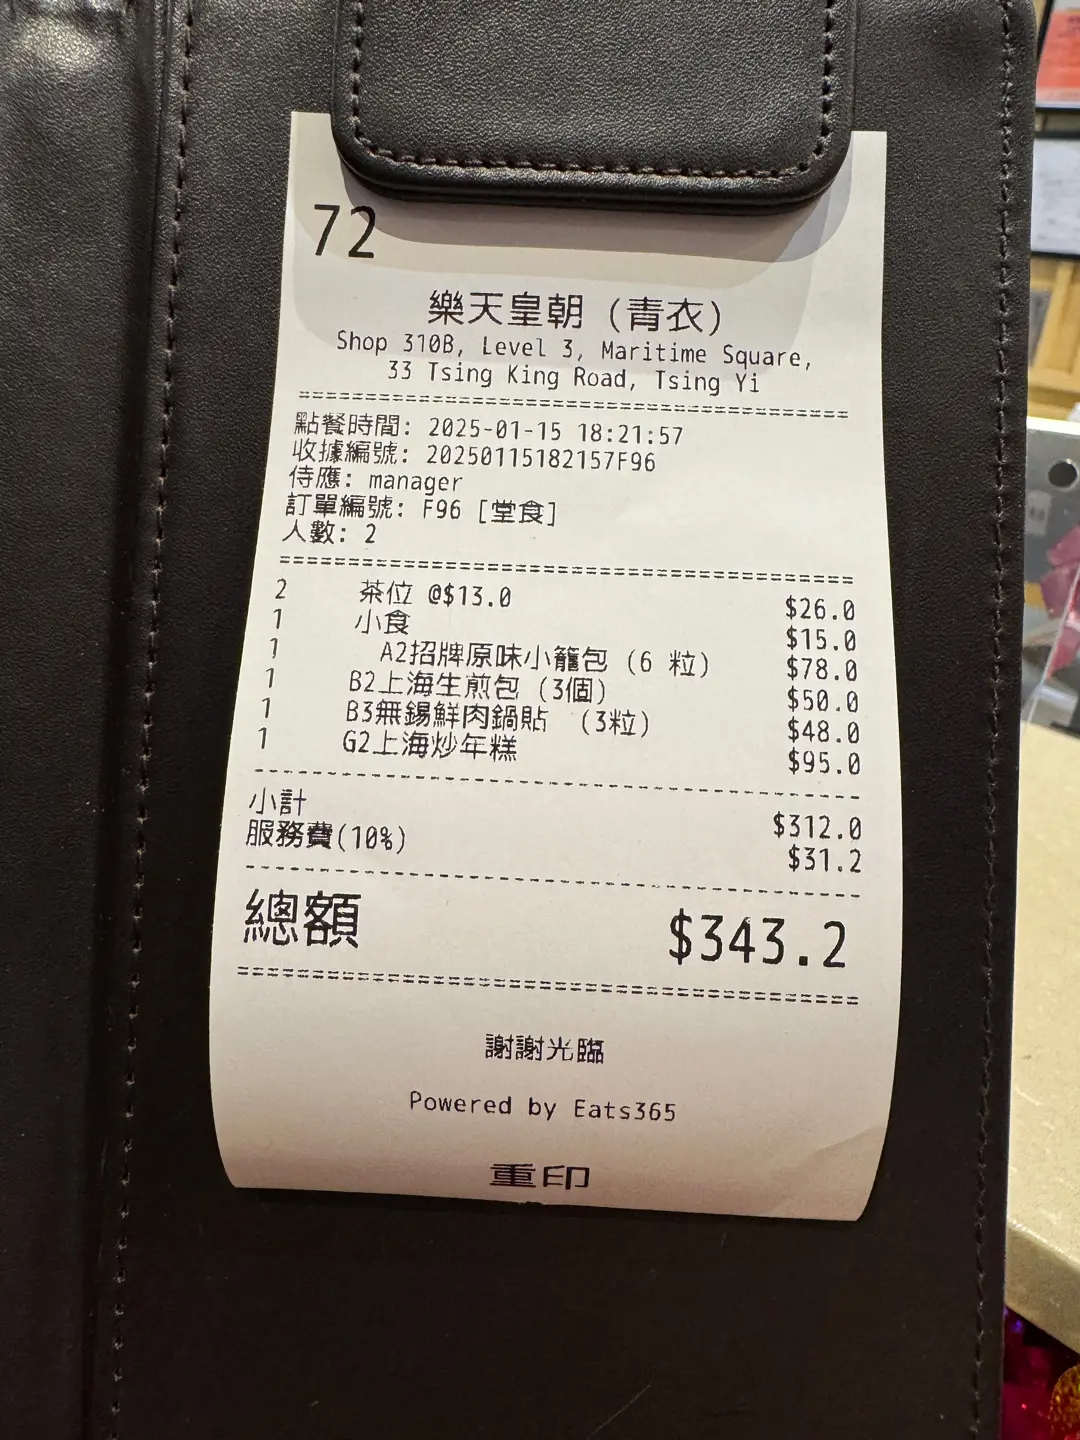 72
樂天皇朝 (青衣)
Shop 310B, Level 3, Maritime Square,
33 Tsing King Road, Tsing Yi
點餐時間: 2025-01-15 18:21:57
收據編號: 20250115182157F96
侍應: manager
訂單編號: F96 [堂食]
人數: 2
2 茶位 @$13.0 $26.0
1 小食 $15.0
1 A2招牌原味小籠包 (6 粒) $78.0
1 B2上海生煎包 (3個) $50.0
1 B3無錫鮮肉鍋貼 (3粒) $48.0
1 G2上海炒年糕 $95.0
小計 $312.0
服務費(10%) $31.2
總額 $343.2
謝謝光臨
Powered by Eats365
重印